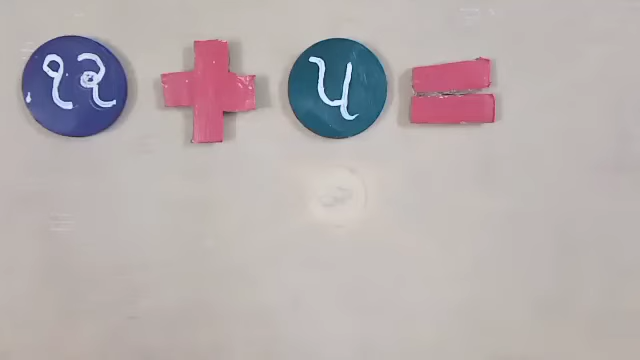 ૧૨ + ૫ =